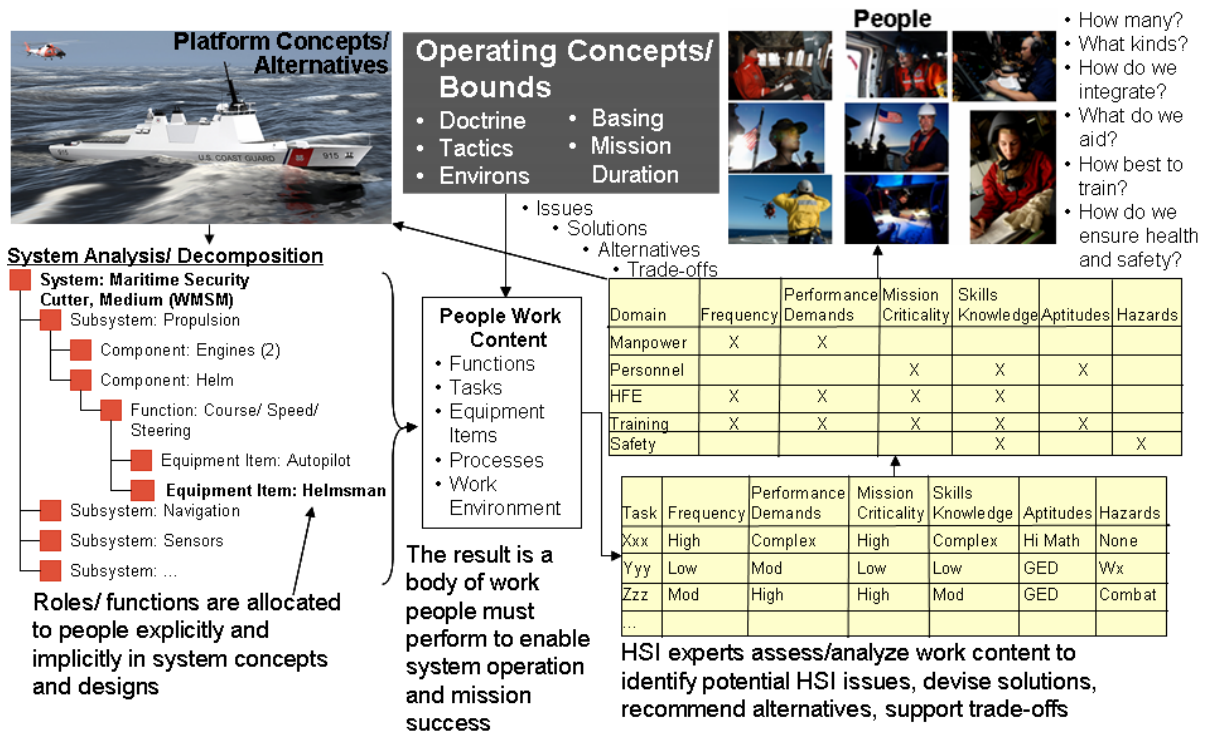 Platform Concepts/
Alternatives
U.S. COAST GUARD
915
915
System Analysis/ Decomposition
System: Maritime Security
Cutter, Medium (WMSM)
Subsystem: Propulsion
Component: Engines (2)
Component: Helm
Function: Course/ Speed/
Steering
Equipment Item: Autopilot
Equipment Item: Helmsman
Subsystem: Navigation
Subsystem: Sensors
Subsystem: ...
Roles/ functions are allocated
to people explicitly and
implicitly in system concepts
and designs
Operating Concepts/
Bounds
• Doctrine
• Tactics
• Environs
• Basing
• Mission
Duration
• Issues
• Solutions
• Alternatives
• Trade-offs
People Work
Content
• Functions
• Tasks
• Equipment
Items
• Processes
• Work
Environment
The result is a
body of work
people must
perform to enable
system operation
and mission
success
People
• How many?
• What kinds?
• How do we
integrate?
• What do we
aid?
• How best to
train?
• How do we
ensure health
and safety?
Domain Frequency Performance Demands Mission Criticality Skills Knowledge Aptitudes Hazards
Manpower X X
Personnel X X X
HFE X X X X
Training X X X X X
Safety X X
Task Frequency Performance Demands Mission Criticality Skills Knowledge Aptitudes Hazards
Xxx High Complex High Complex Hi Math None
Yyy Low Mod Low Low GED Wx
Zzz Mod High High Mod GED Combat
...
HSI experts assess/analyze work content to
identify potential HSI issues, devise solutions,
recommend alternatives, support trade-offs